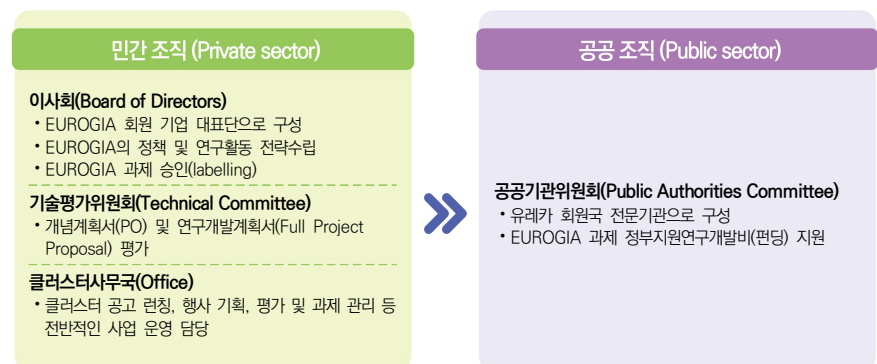 민간 조직 (Private sector)
이사회(Board of Directors)
• EUROGIA 회원 기업 대표단으로 구성
• EUROGIA의 정책 및 연구활동 전략수립
• EUROGIA 과제 승인(labelling)
기술평가위원회(Technical Committee)
• 개념계획서(PO) 및 연구개발계획서(Full Project
Proposal) 평가
클러스터사무국(Office)
• 클러스터 공고 런칭, 행사 기획, 평가 및 과제 관리 등
전반적인 사업 운영 담당
공공 조직 (Public sector)
공공기관위원회(Public Authorities Committee)
• 유레카 회원국 전문기관으로 구성
• EUROGIA 과제 정부지원연구개발비(펀딩) 지원